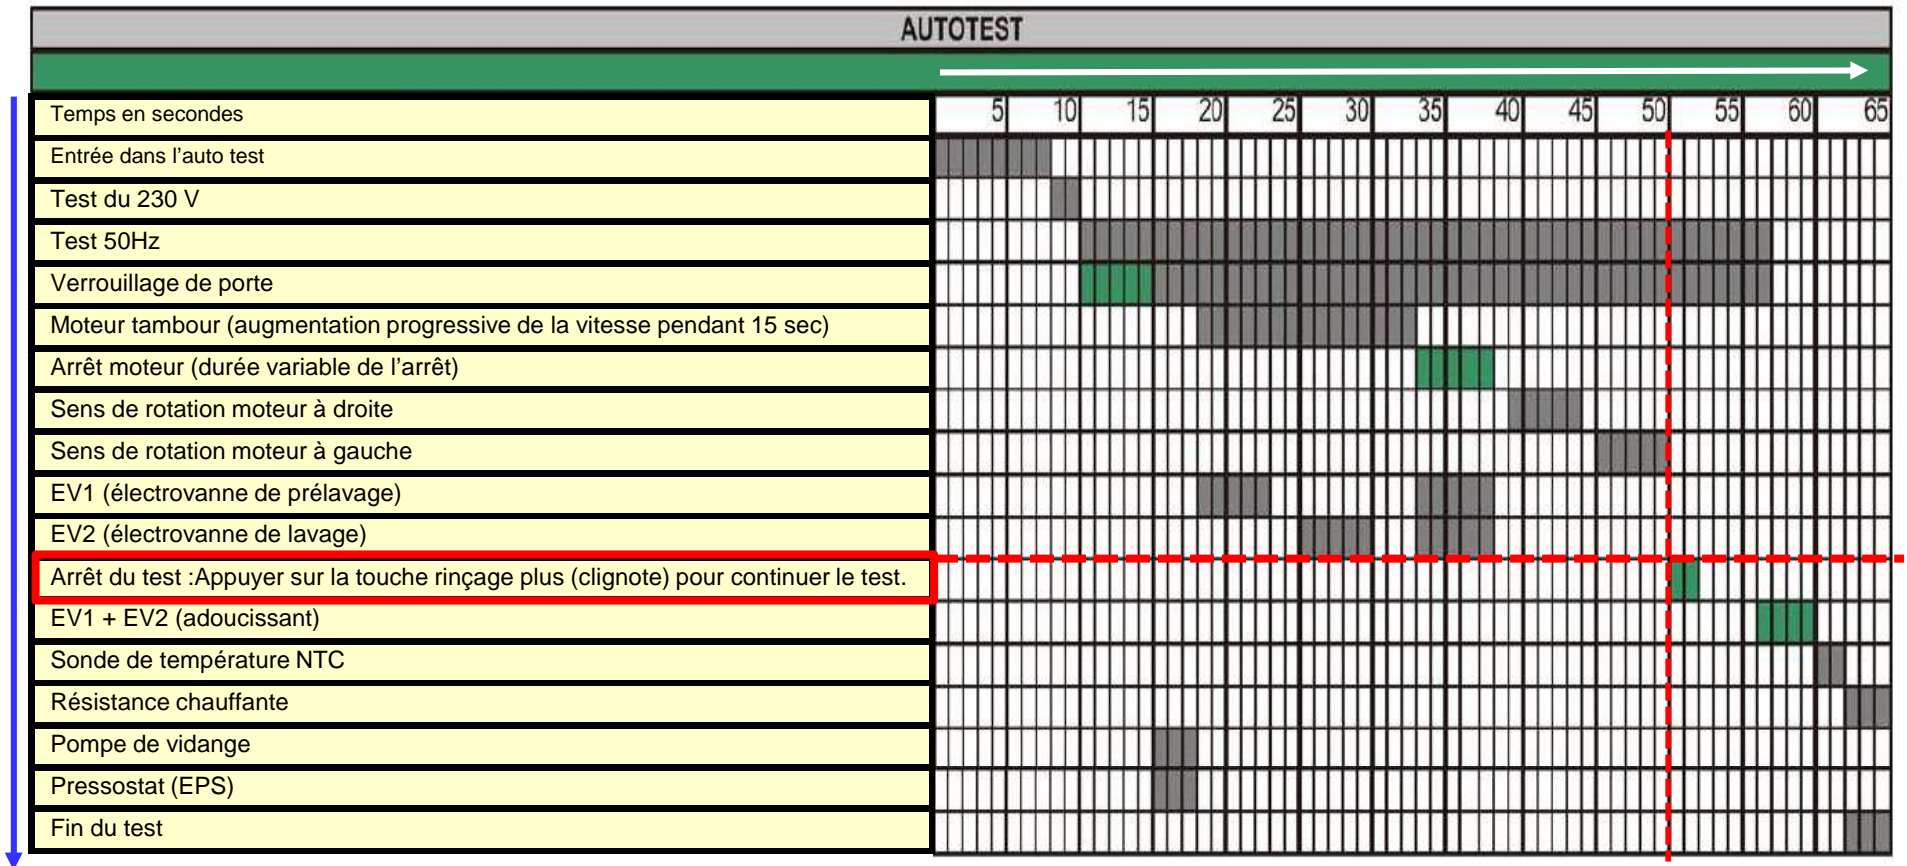 AUTOTEST
Temps en secondes 5 10 15 20 25 30 35 40 45 50 55 60 65
Entrée dans l'auto test
Test du 230 V
Test 50Hz
Verrouillage de porte
Moteur tambour (augmentation progressive de la vitesse pendant 15 sec)
Arrêt moteur (durée variable de l'arrêt)
Sens de rotation moteur à droite
Sens de rotation moteur à gauche
EV1 (électrovanne de prélavage)
EV2 (électrovanne de lavage)
Arrêt du test :Appuyer sur la touche rinçage plus (clignote) pour continuer le test.
EV1 + EV2 (adoucissant)
Sonde de température NTC
Résistance chauffante
Pompe de vidange
Pressostat (EPS)
Fin du test